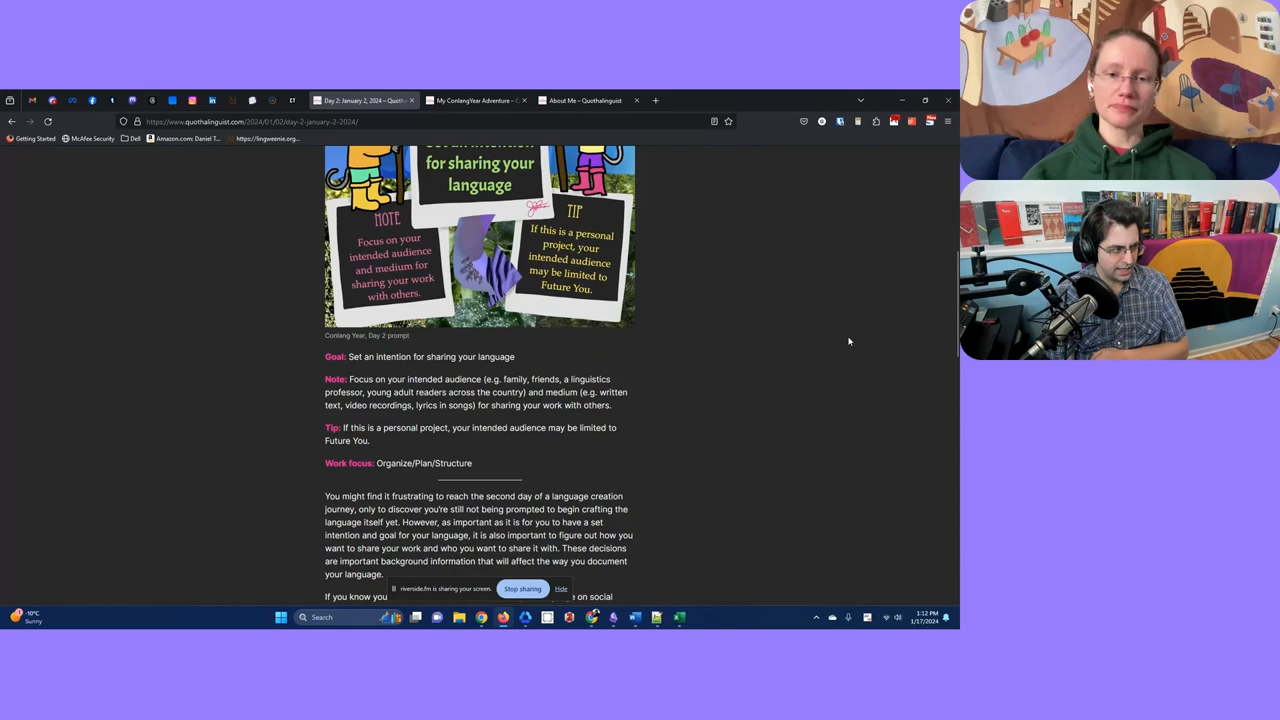 Day 2: January 2, 2024 – Quotha
My ConlangYear Adventure – Qu
About Me – Quothalinguist
https://www.quothalinguist.com/2024/01/02/day-2-january-2-2024/
Getting Started
McAfee Security
Dell
Amazon.com: Daniel T...
https://lingweenie.org...
for sharing your
language
NOTE
Focus on your
intended audience
and medium for
sharing your work
with others.
TIP
If this is a personal
project, your
intended audience
may be limited to
Future You.
Conlang Year, Day 2 prompt
Goal: Set an intention for sharing your language
Note: Focus on your intended audience (e.g. family, friends, a linguistics
professor, young adult readers across the country) and medium (e.g. written
text, video recordings, lyrics in songs) for sharing your work with others.
Tip: If this is a personal project, your intended audience may be limited to
Future You.
Work focus: Organize/Plan/Structure
You might find it frustrating to reach the second day of a language creation
journey, only to discover you're still not being prompted to begin crafting the
language itself yet. However, as important as it is for you to have a set
intention and goal for your language, it is also important to figure out how you
want to share your work and who you want to share it with. These decisions
are important background information that will affect the way you document
your language.
riverside.fm is sharing your screen.
Stop sharing
Hide
If you know you
e on social
-10°C
Sunny
Search
1:12 PM
1/17/2024